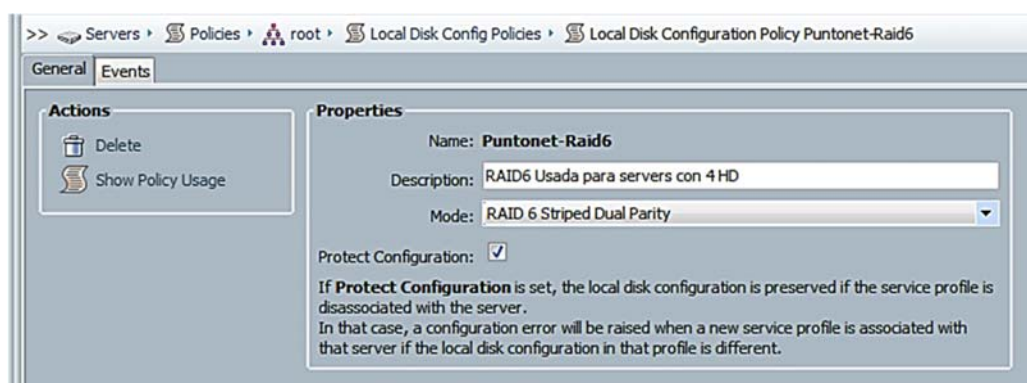 >> Servers Policies root Local Disk Config Policies Local Disk Configuration Policy Puntonet-Raid6
General Events
Actions
Delete
Show Policy Usage
Properties
Name: Puntonet-Raid6
Description: RAID6 Usada para servers con 4 HD
Mode: RAID 6 Striped Dual Parity
Protect Configuration:
If Protect Configuration is set, the local disk configuration is preserved if the service profile is
disassociated with the server.
In that case, a configuration error will be raised when a new service profile is associated with
that server if the local disk configuration in that profile is different.